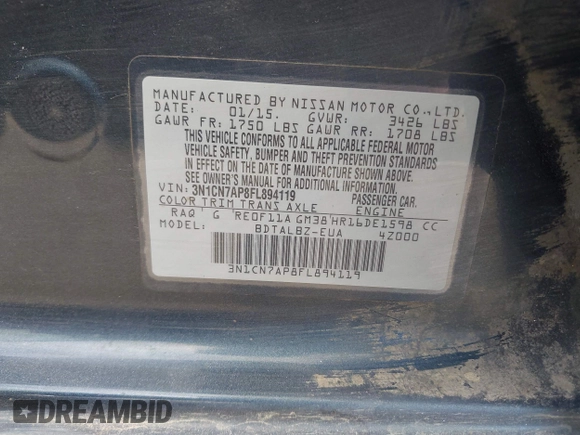 MANUFACTURED BY NISSAN MOTOR CO.,LTD.
DATE: 01/15. GVWR: 3426 LBS
GAWR FR: 1750 LBS GAWR RR: 1708 LBS
THIS VEHICLE CONFORMS TO ALL APPLICABLE FEDERAL MOTOR
VEHICLE SAFETY, BUMPER AND THEFT PREVENTION STANDARDS
IN EFFECT ON THE DATE OF MANUFACTURE SHOWN ABOVE.
SEE OWNER'S MANUAL FOR ADDITIONAL INFORMATION.
VIN: 3N1CN7AP8FL894119 PASSENGER CAR.
COLOR TRIM TRANS AXLE ENGINE
RAQ G RE0F11A GM38 HR16DE1598 CC
MODEL: BDTALBZ-EUA 4Z000
3N1CN7AP8FL894119
DREAMBID